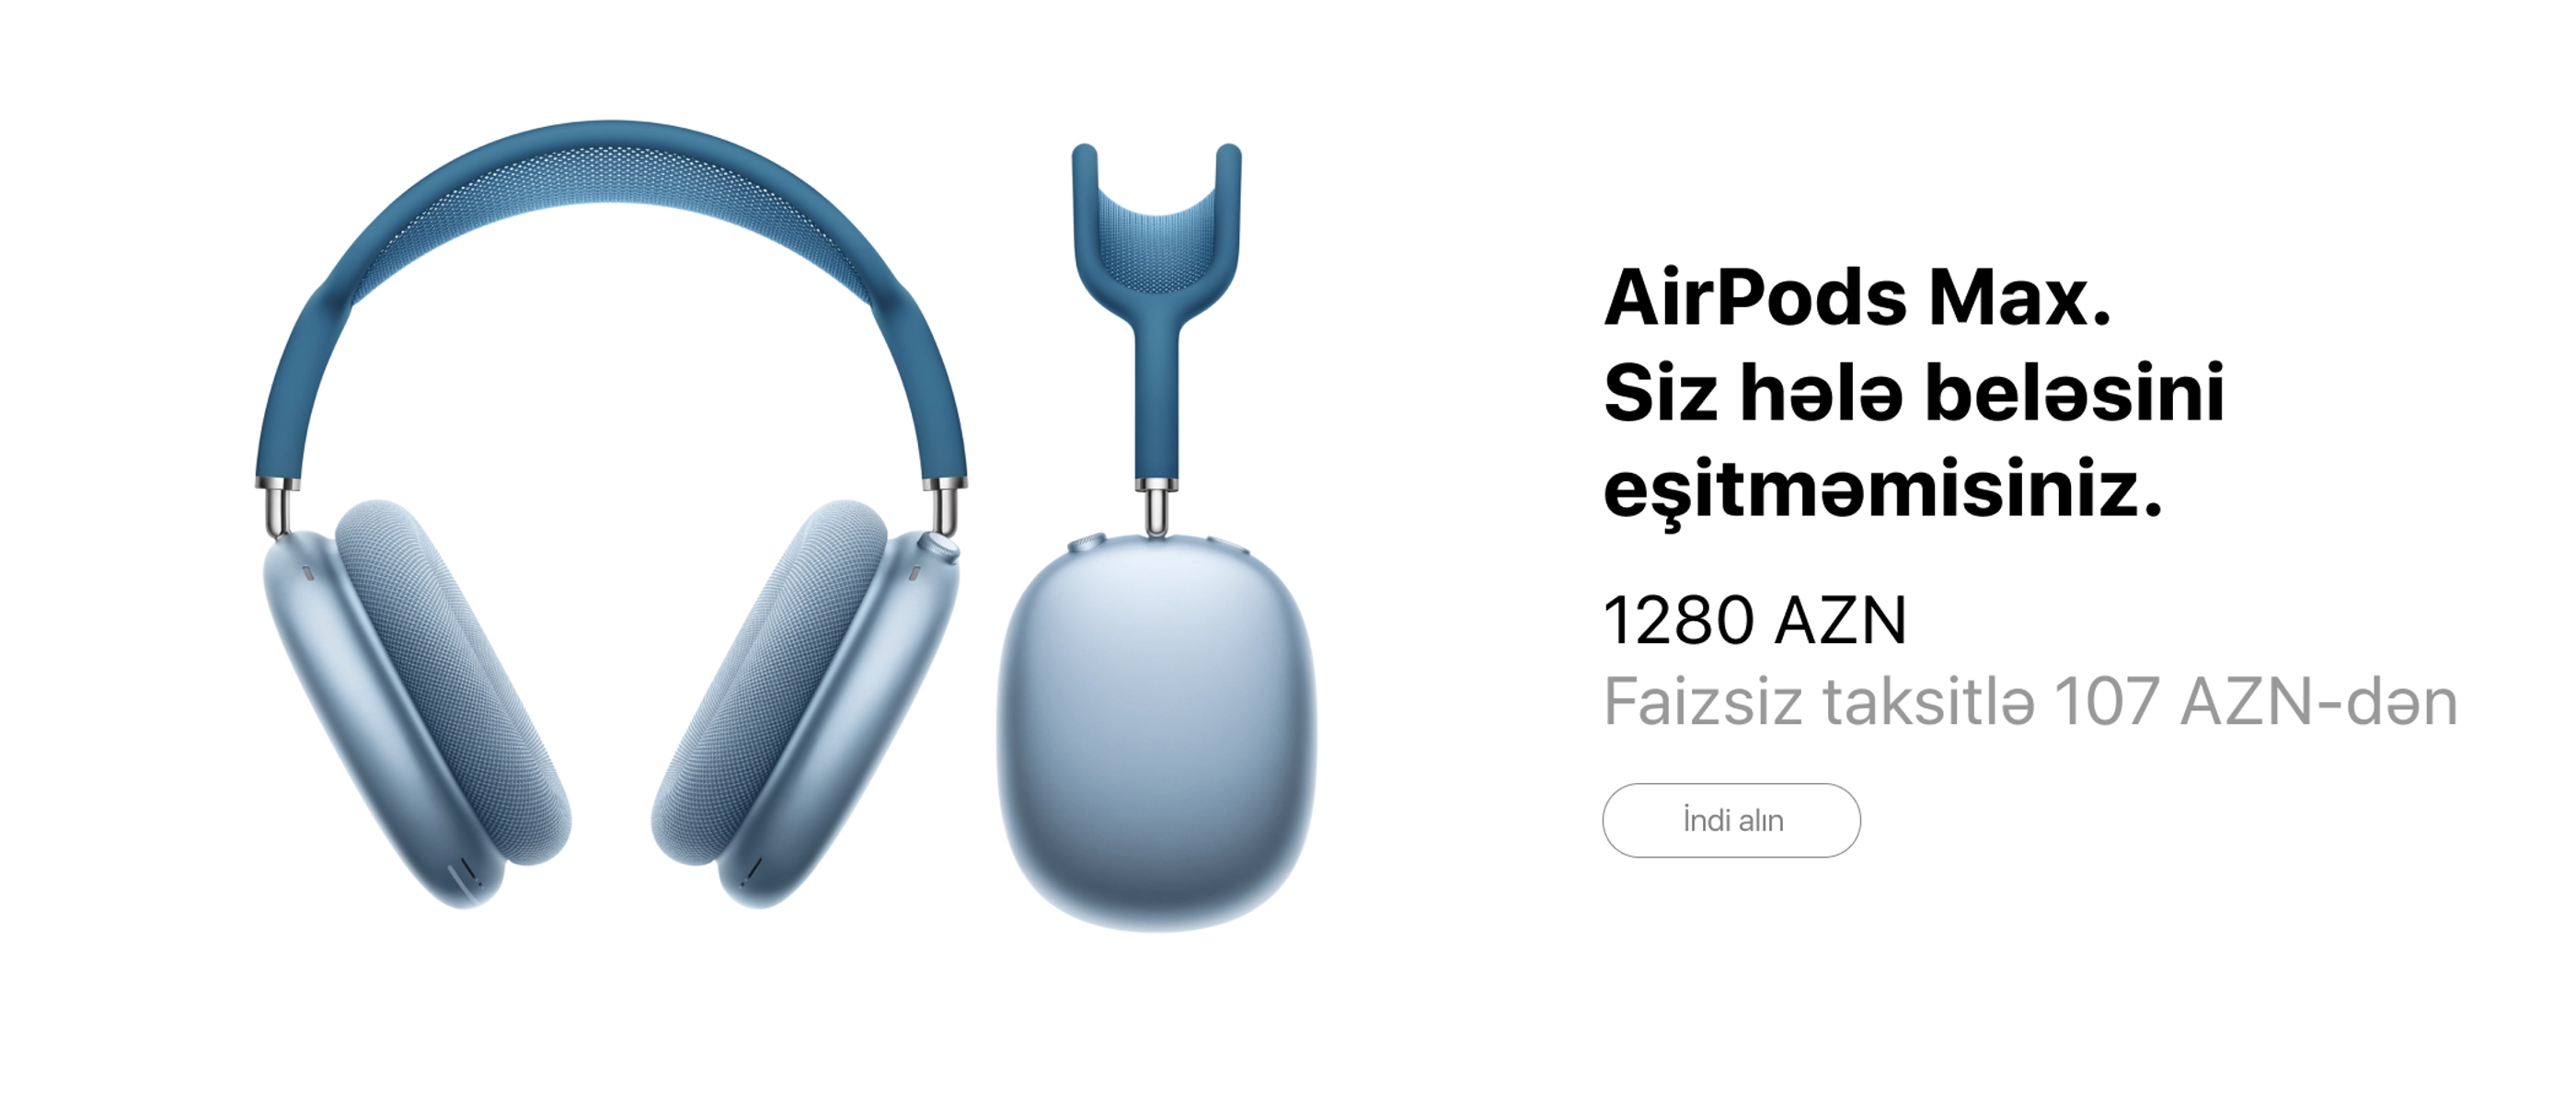 AirPods Max.
Siz hələ beləsini
eşitməmisiniz.
1280 AZN
Faizsiz taksitlə 107 AZN-dən
İndi alın